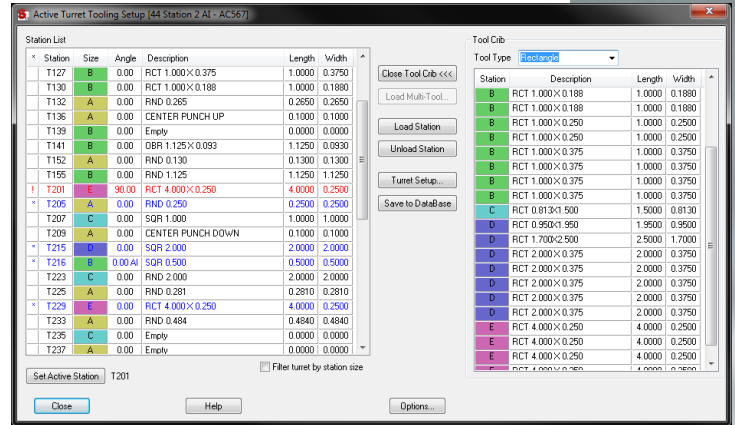 Active Turret Tooling Setup [44 Station 2 AI - AC567]
Station List
* Station Size Angle Description Length Width
T127 B 0.00 RCT 1.000 X 0.375 1.0000 0.3750
T130 B 0.00 RCT 1.000 X 0.188 1.0000 0.1880
T132 A 0.00 RND 0.265 0.2650 0.2650
T136 A 0.00 CENTER PUNCH UP 0.1000 0.1000
T139 B 0.00 Empty 0.0000 0.0000
T141 B 0.00 OBR 1.125 X 0.093 1.1250 0.0930
T152 A 0.00 RND 0.130 0.1300 0.1300
T155 B 0.00 RND 1.125 1.1250 1.1250
! T201 E 90.00 RCT 4.000 X 0.250 4.0000 0.2500
* T205 A 0.00 RND 0.250 0.2500 0.2500
T207 C 0.00 SQR 1.000 1.0000 1.0000
T209 A 0.00 CENTER PUNCH DOWN 0.1000 0.1000
* T215 D 0.00 SQR 2.000 2.0000 2.0000
* T216 B 0.00 AI SQR 0.500 0.5000 0.5000
T223 C 0.00 RND 2.000 2.0000 2.0000
T225 A 0.00 RND 0.281 0.2810 0.2810
* T229 E 0.00 RCT 4.000 X 0.250 4.0000 0.2500
T233 A 0.00 RND 0.484 0.4840 0.4840
T235 C 0.00 Empty 0.0000 0.0000
T237 A 0.00 Empty 0.0000 0.0000
Filter turret by station size
Set Active Station T201
Close Help Options...
Close Tool Crib <<<
Load Multi-Tool...
Load Station
Unload Station
Turret Setup...
Save to DataBase
Tool Crib
Tool Type Rectangle
Station Description Length Width
B RCT 1.000 X 0.188 1.0000 0.1880
B RCT 1.000 X 0.188 1.0000 0.1880
B RCT 1.000 X 0.250 1.0000 0.2500
B RCT 1.000 X 0.250 1.0000 0.2500
B RCT 1.000 X 0.375 1.0000 0.3750
B RCT 1.000 X 0.375 1.0000 0.3750
B RCT 1.000 X 0.375 1.0000 0.3750
B RCT 1.000 X 0.375 1.0000 0.3750
C RCT 0.813X1.500 1.5000 0.8130
D RCT 0.950X1.950 1.9500 0.9500
D RCT 1.700X2.500 2.5000 1.7000
D RCT 2.000 X 0.375 2.0000 0.3750
D RCT 2.000 X 0.375 2.0000 0.3750
D RCT 2.000 X 0.375 2.0000 0.3750
D RCT 2.000 X 0.375 2.0000 0.3750
D RCT 2.000 X 0.375 2.0000 0.3750
E RCT 4.000 X 0.250 4.0000 0.2500
E RCT 4.000 X 0.250 4.0000 0.2500
E RCT 4.000 X 0.250 4.0000 0.2500
E RCT 4.000 X 0.250 4.0000 0.2500